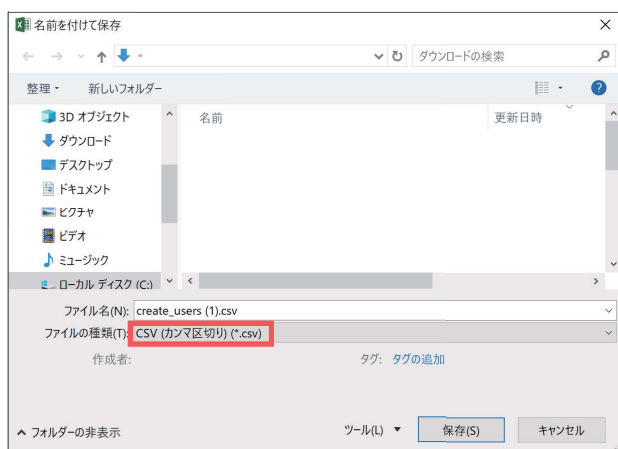 名前を付けて保存
«
ダウンロードの検索
整理
新しいフォルダー
3D オブジェクト
名前
更新日時
ダウンロード
デスクトップ
ドキュメント
ピクチャ
ビデオ
ミュージック
ローカル ディスク (C:)
ファイル名(N): create_users (1).csv
ファイルの種類(T): CSV (カンマ区切り) (*.csv)
作成者: タグ: タグの追加
フォルダーの非表示 ツール(L) 保存(S) キャンセル